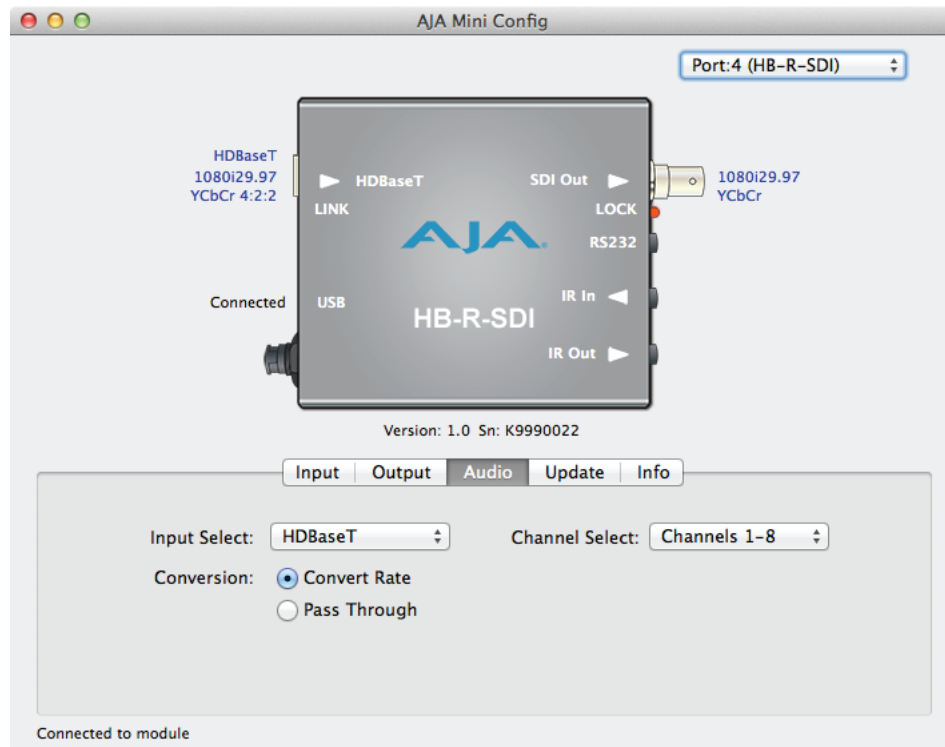 AJA Mini Config
Port:4 (HB-R-SDI)
HDBaseT
1080i29.97
YCbCr 4:2:2
HDBaseT
LINK
SDI Out
LOCK
RS232
1080i29.97
YCbCr
AJA
Connected
USB
IR In
HB-R-SDI
IR Out
Version: 1.0 Sn: K9990022
Input Output Audio Update Info
Input Select: HDBaseT Channel Select: Channels 1-8
Conversion: Convert Rate
Pass Through
Connected to module